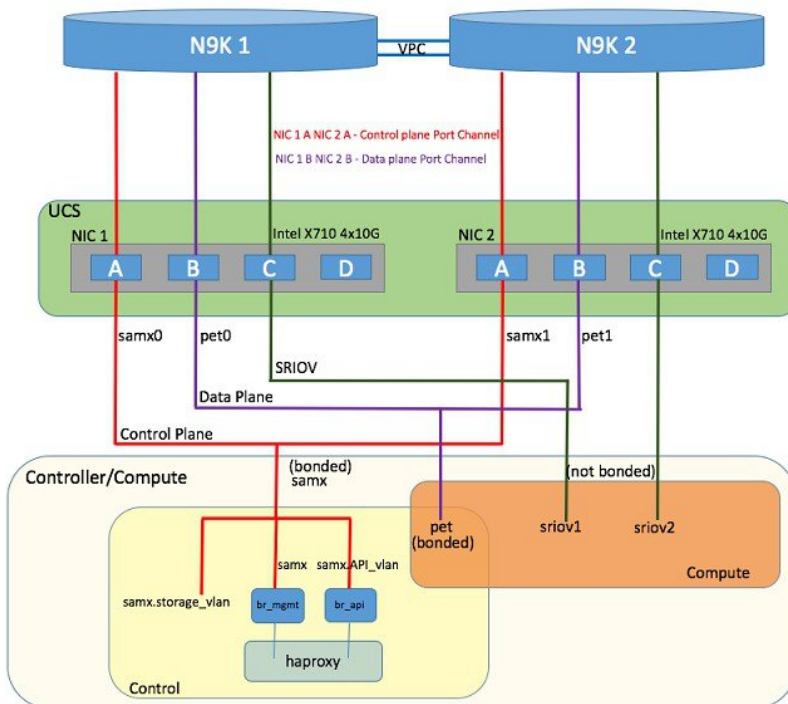 N9K 1
VPC
N9K 2
NIC 1 A NIC 2 A - Control plane Port Channel
NIC 1 B NIC 2 B - Data plane Port Channel
UCS
NIC 1
Intel X710 4x10G
NIC 2
Intel X710 4x10G
A
B
C
D
A
B
C
D
samx0
pet0
samx1
pet1
SRIOV
Data Plane
Control Plane
Controller/Compute
(bonded)
samx
(not bonded)
pet
(bonded)
sriov1
sriov2
Compute
samx
samx.API_vlan
samx.storage_vlan
br_mgmt
br_api
haproxy
Control